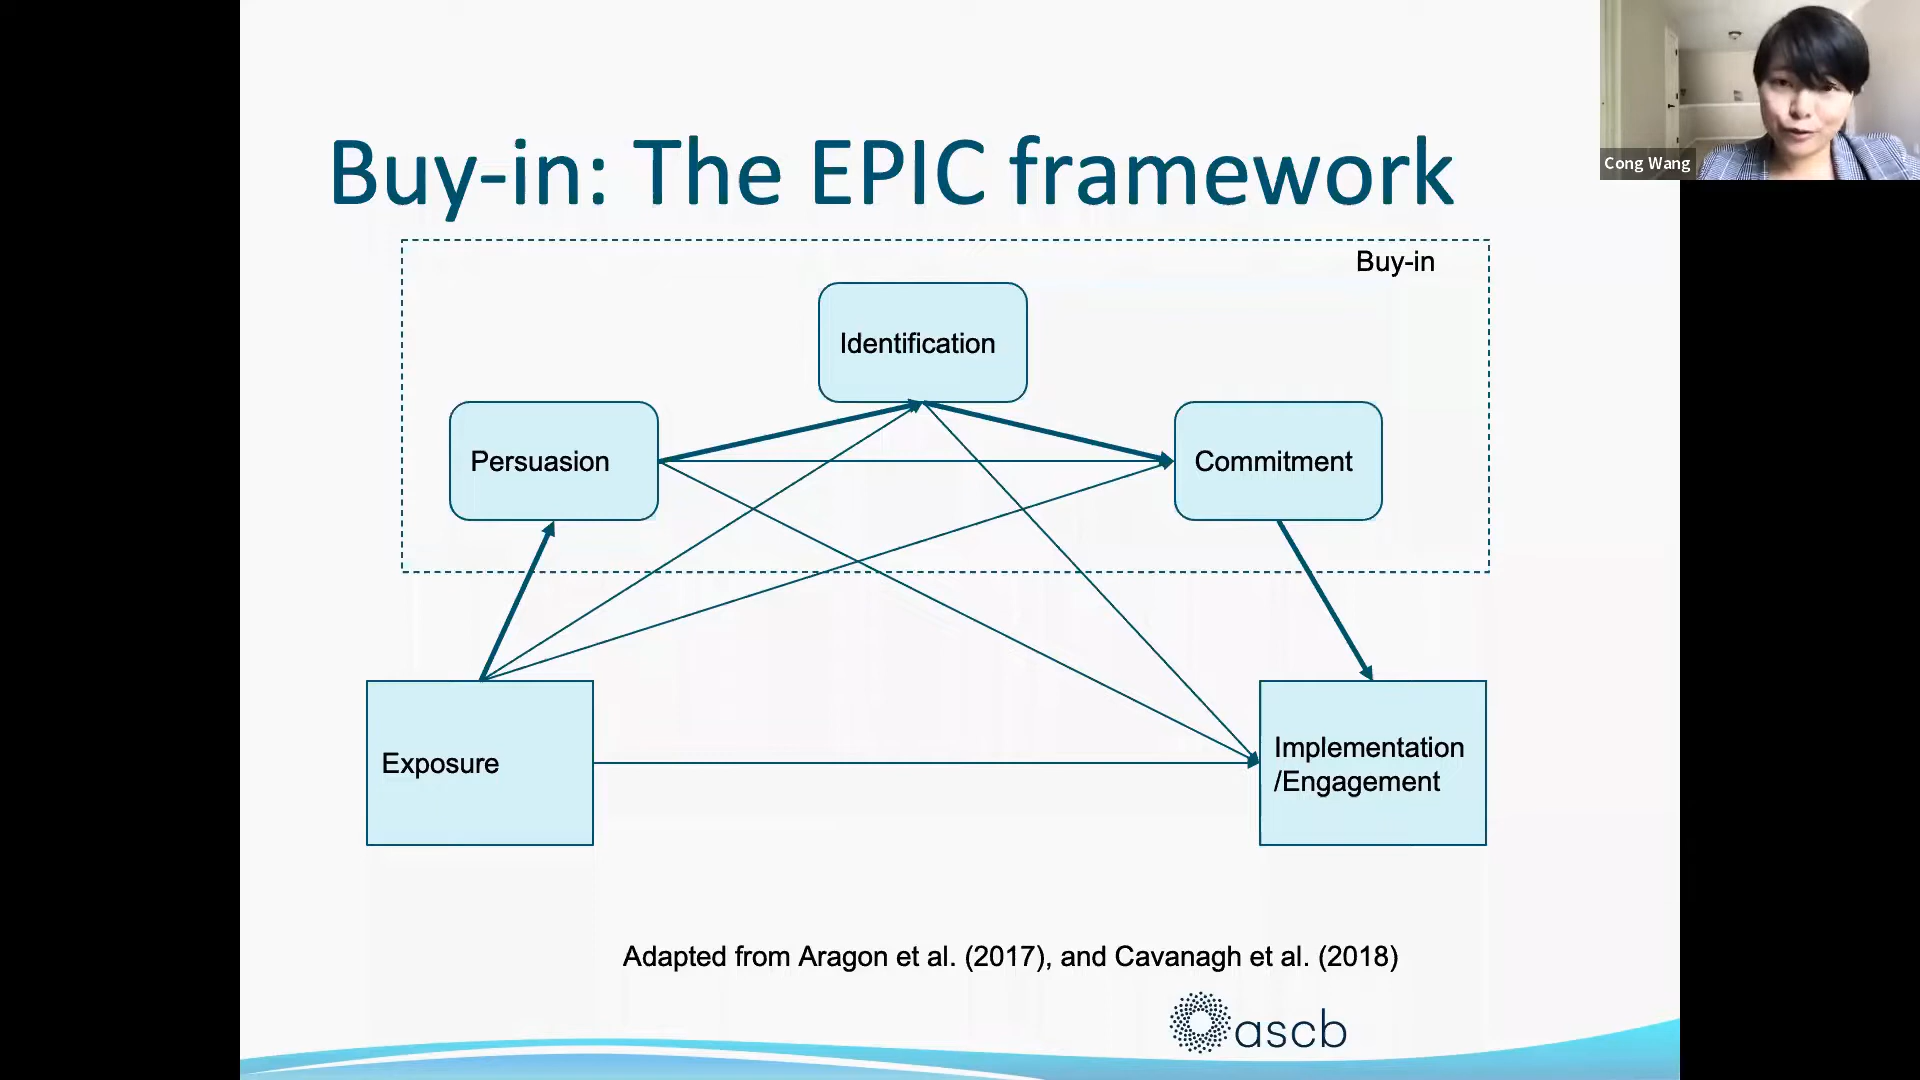 Cong Wang
Buy-in: The EPIC framework
Buy-in
Identification
Persuasion
Commitment
Exposure
Implementation
/Engagement
Adapted from Aragon et al. (2017), and Cavanagh et al. (2018)
ascb